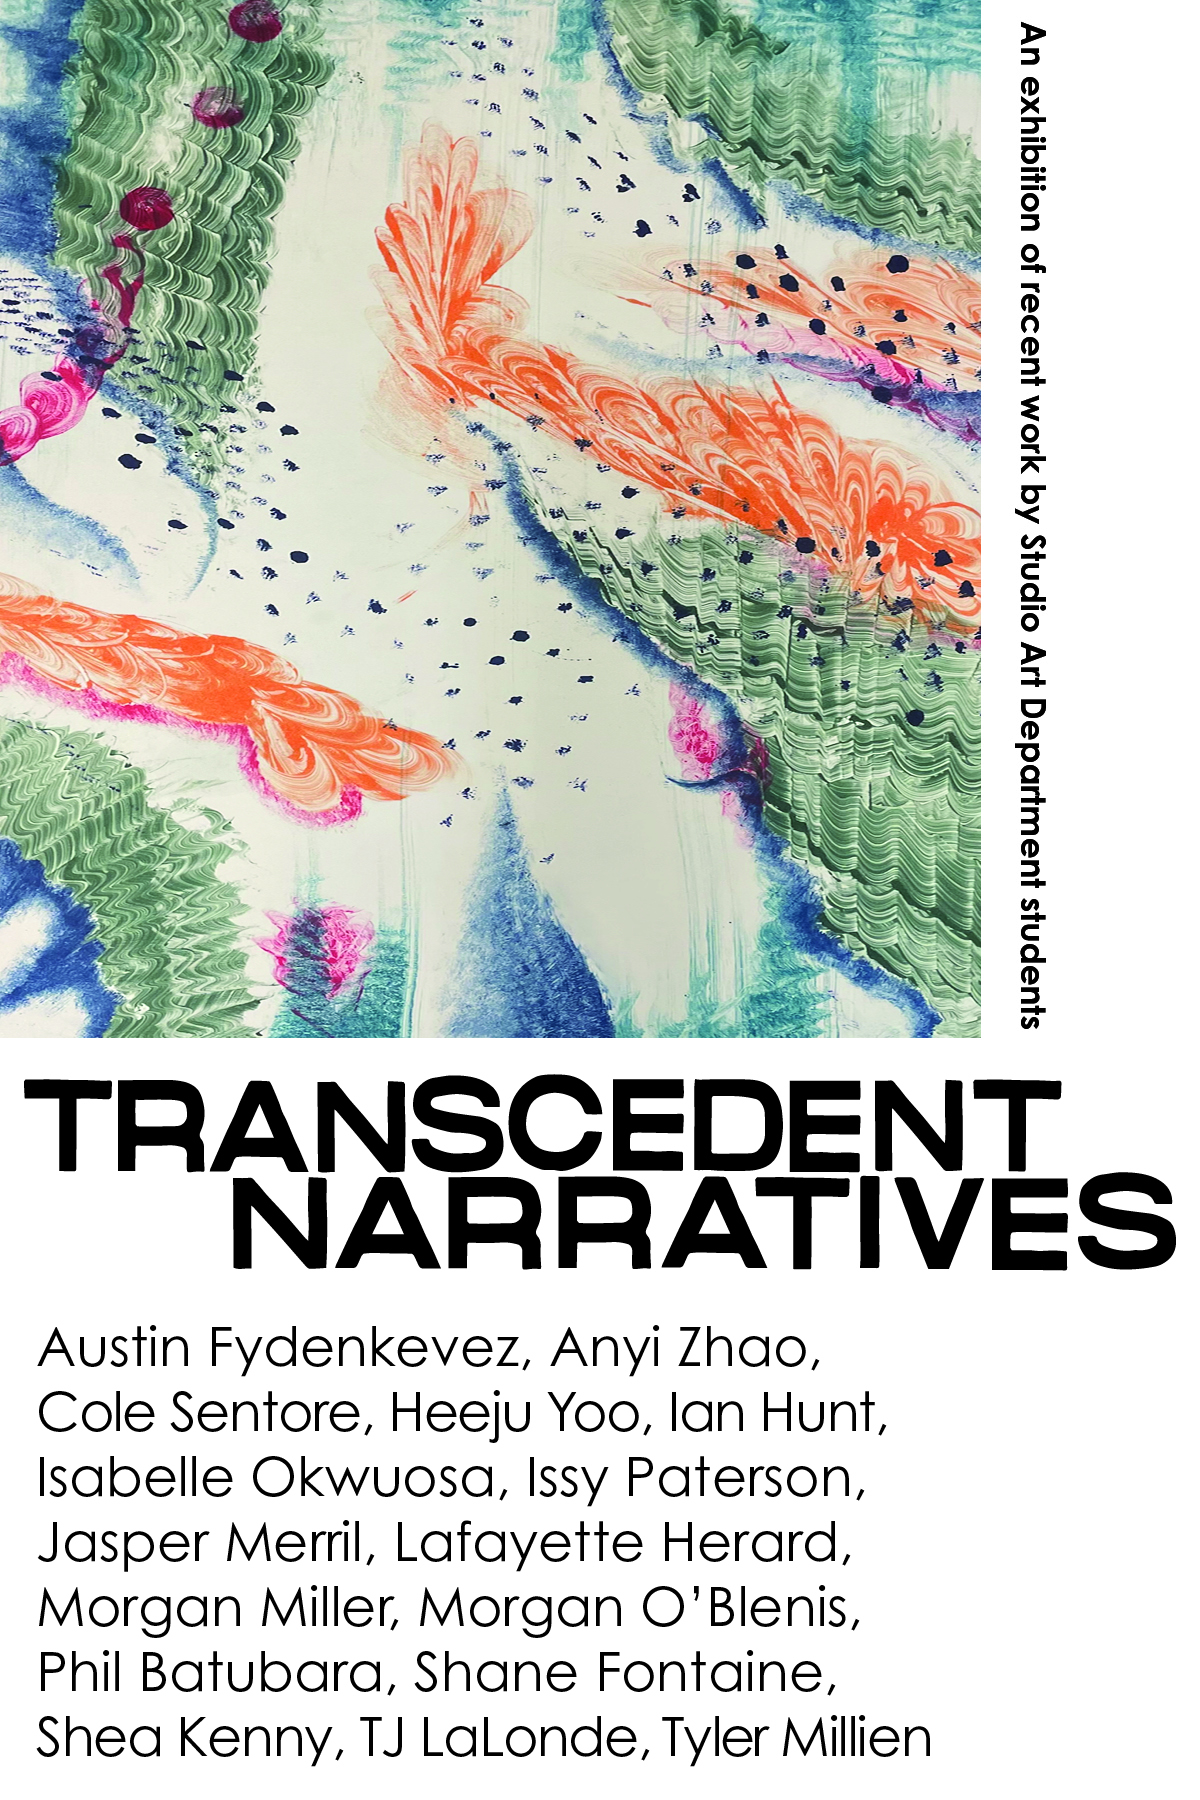 An exhibition of recent work by Studio Art Department students
TRANSCEDENT
NARRATIVES
Austin Fydenkevez, Anyi Zhao,
Cole Sentore, Heeju Yoo, Ian Hunt,
Isabelle Okwuosa, Issy Paterson,
Jasper Merril, Lafayette Herard,
Morgan Miller, Morgan O’Blenis,
Phil Batubara, Shane Fontaine,
Shea Kenny, TJ LaLonde, Tyler Millien